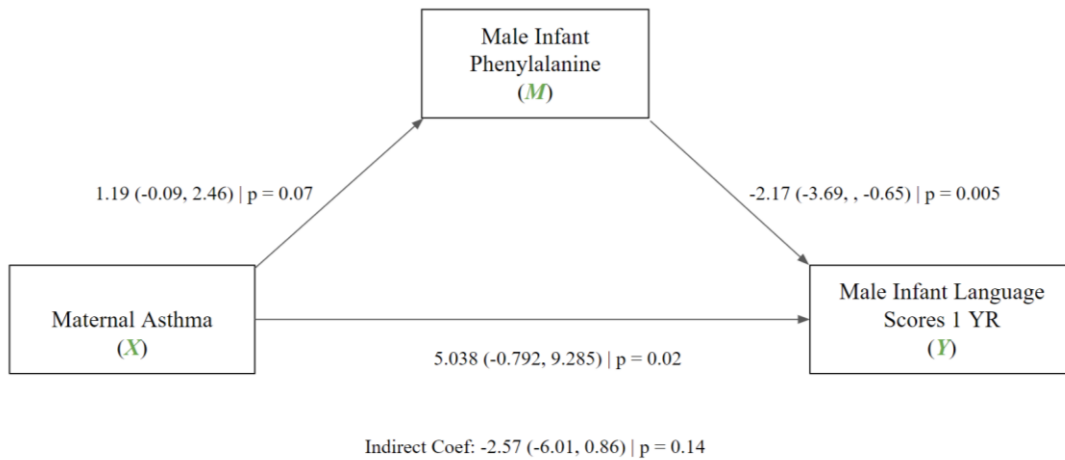 Male Infant
Phenylalanine
(M)
1.19 (-0.09, 2.46) | p = 0.07
-2.17 (-3.69, , -0.65) | p = 0.005
Maternal Asthma
(X)
Male Infant Language
Scores 1 YR
(Y)
5.038 (-0.792, 9.285) | p = 0.02
Indirect Coef: -2.57 (-6.01, 0.86) | p = 0.14